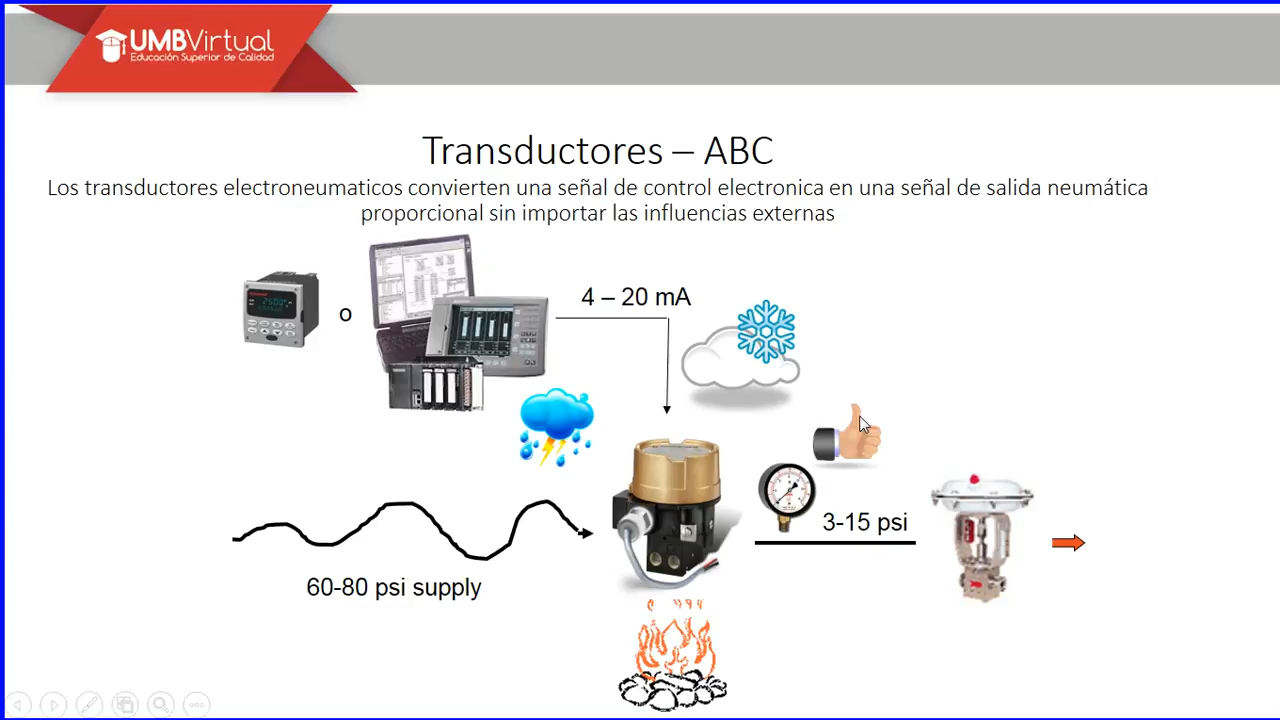 UMBVirtual
Educación Superior de Calidad
Transductores – ABC
Los transductores electroneumaticos convierten una señal de control electronica en una señal de salida neumática
proporcional sin importar las influencias externas
o
4 – 20 mA
3-15 psi
60-80 psi supply